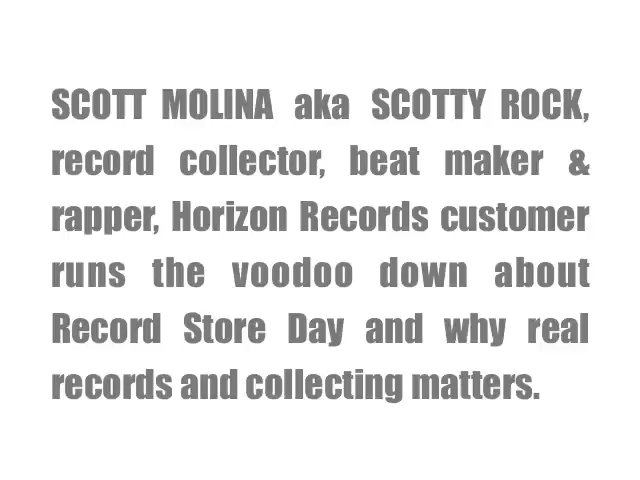 SCOTT MOLINA aka SCOTTY ROCK,
record collector, beat maker &
rapper, Horizon Records customer
runs the voodoo down about
Record Store Day and why real
records and collecting matters.